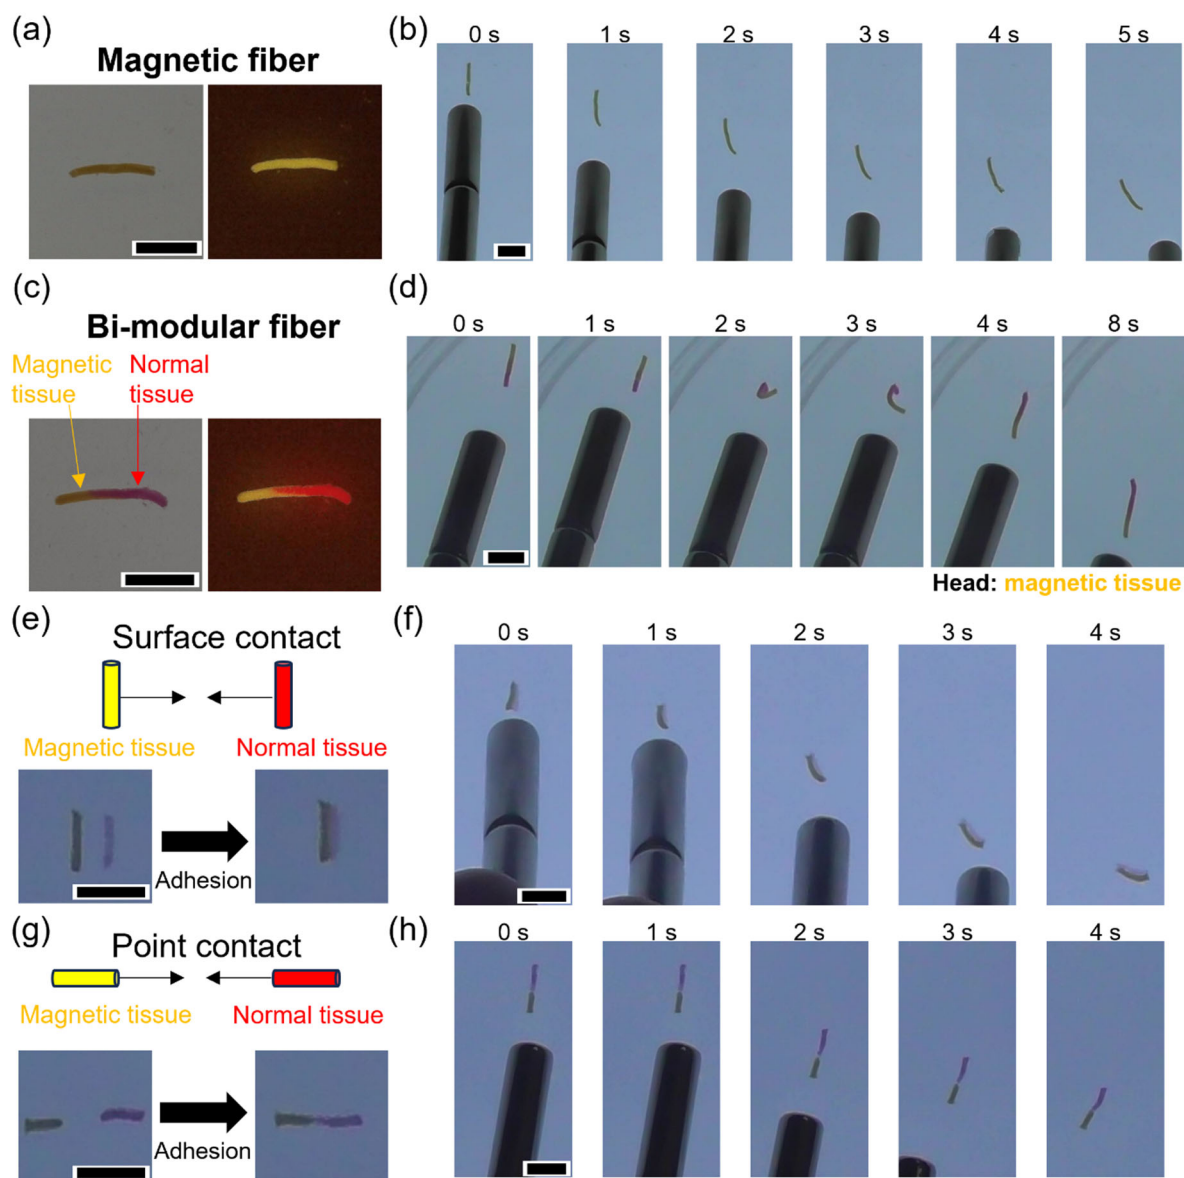 (a)
Magnetic fiber
(b)
0 s 1 s 2 s 3 s 4 s 5 s
(c)
Bi-modular fiber
Magnetic
tissue
Normal
tissue
(d)
0 s 1 s 2 s 3 s 4 s 8 s
Head: magnetic tissue
(e)
Surface contact
Magnetic tissue Normal tissue
Adhesion
(f)
0 s 1 s 2 s 3 s 4 s
(g)
Point contact
Magnetic tissue Normal tissue
Adhesion
(h)
0 s 1 s 2 s 3 s 4 s